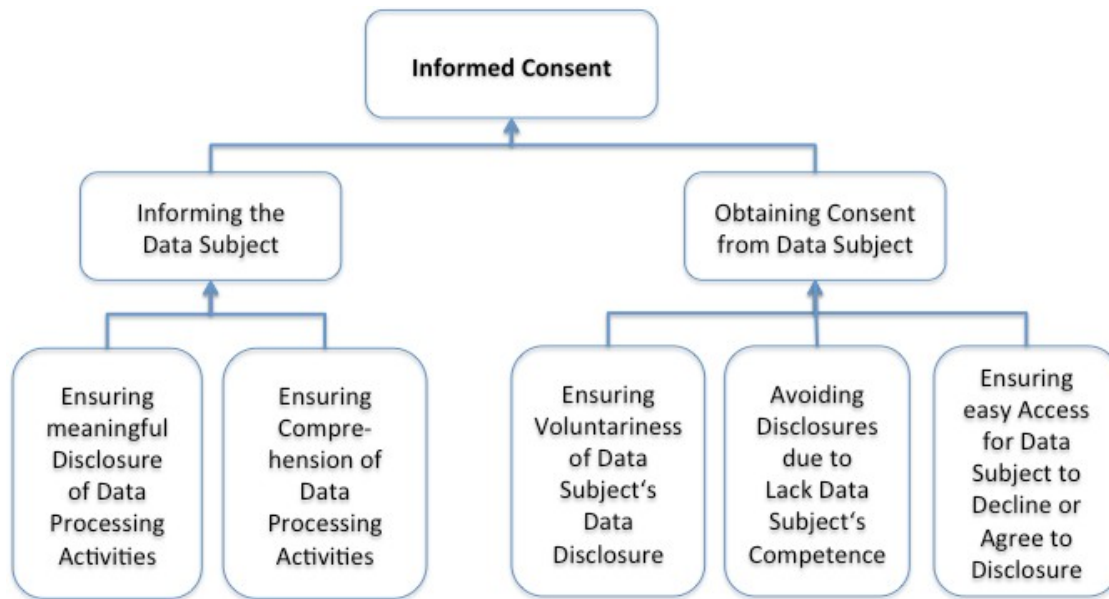 Informed Consent
Informing the
Data Subject
Obtaining Consent
from Data Subject
Ensuring
meaningful
Disclosure
of Data
Processing
Activities
Ensuring
Compre-
hension of
Data
Processing
Activities
Ensuring
Voluntariness
of Data
Subject‘s
Data
Disclosure
Avoiding
Disclosures
due to
Lack Data
Subject‘s
Competence
Ensuring
easy Access
for Data
Subject to
Decline or
Agree to
Disclosure